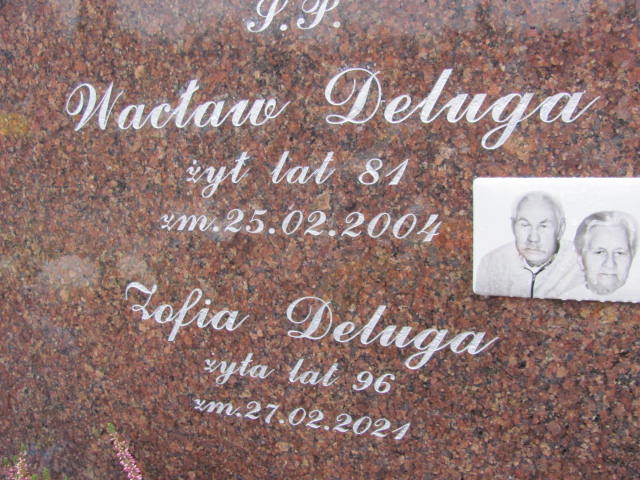 Ś.P.
Wacław Deluga
żył lat 81
zm.25.02.2004
Zofia Deluga
żyła lat 96
zm.27.02.2021